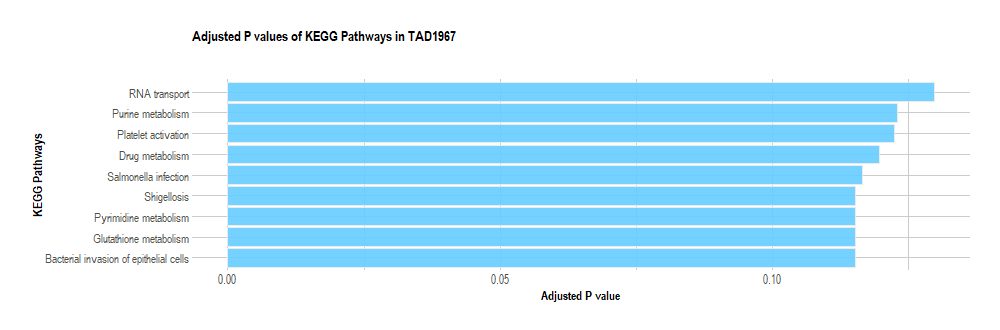 Adjusted P values of KEGG Pathways in TAD1967
KEGG Pathways
RNA transport
Purine metabolism
Platelet activation
Drug metabolism
Salmonella infection
Shigellosis
Pyrimidine metabolism
Glutathione metabolism
Bacterial invasion of epithelial cells
0.00 0.05 0.10
Adjusted P value